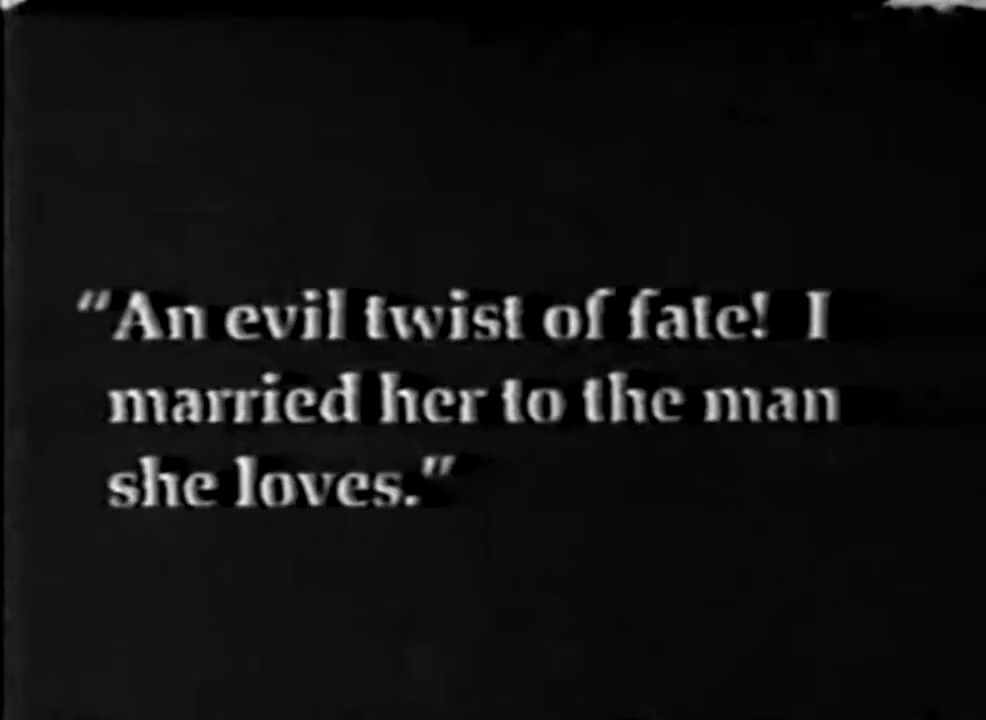 “An evil twist of fate!  I
married her to the man
she loves.”